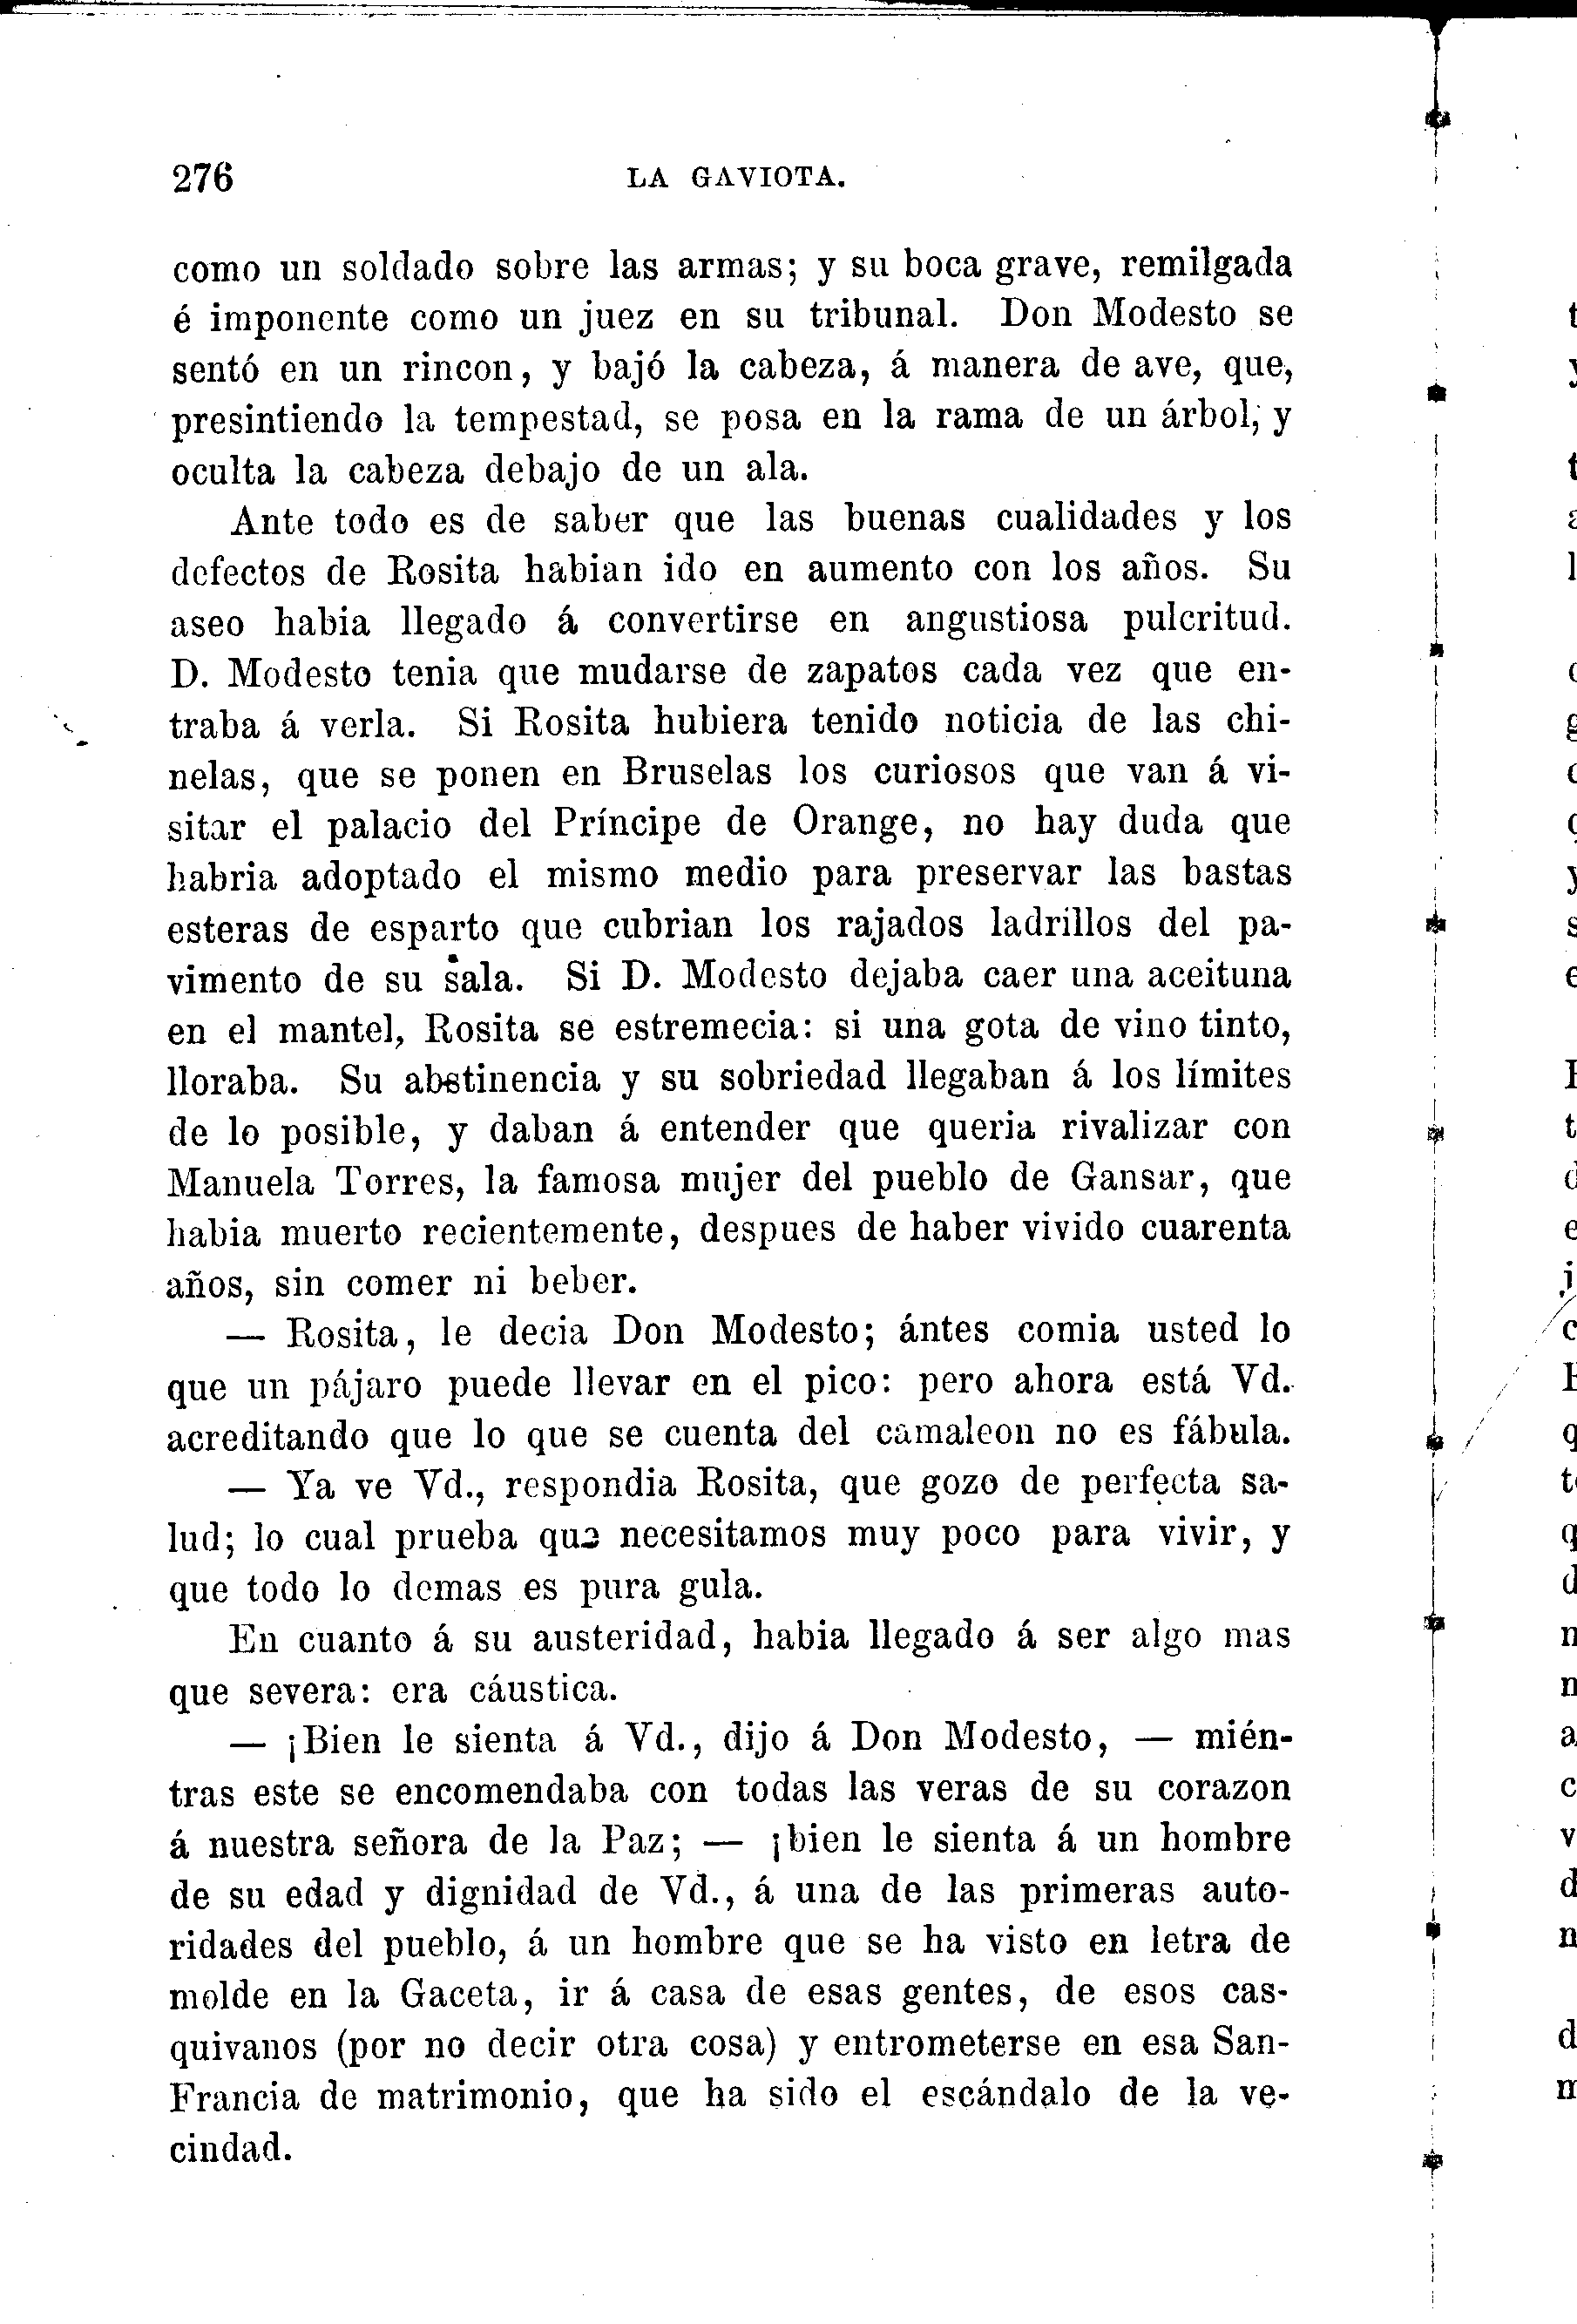 276 LA GAVIOTA.
como un soldado sobre las armas; y su boca grave, remilgada
é imponente como un juez en su tribunal. Don Modesto se
sentó en un rincon, y bajó la cabeza, á manera de ave, que,
presintiendo la tempestad, se posa en la rama de un árbol, y
oculta la cabeza debajo de un ala.
Ante todo es de saber que las buenas cualidades y los
defectos de Rosita habian ido en aumento con los años. Su
aseo habia llegado á convertirse en angustiosa pulcritud.
D. Modesto tenia que mudarse de zapatos cada vez que en-
traba á verla. Si Rosita hubiera tenido noticia de las chi-
nelas, que se ponen en Bruselas los curiosos que van á vi-
sitar el palacio del Príncipe de Orange, no hay duda que
habria adoptado el mismo medio para preservar las bastas
esteras de esparto que cubrian los rajados ladrillos del pa-
vimento de su sala. Si D. Modesto dejaba caer una aceituna
en el mantel, Rosita se estremecia: si una gota de vino tinto,
lloraba. Su abstinencia y su sobriedad llegaban á los límites
de lo posible, y daban á entender que queria rivalizar con
Manuela Torres, la famosa mujer del pueblo de Gansar, que
habia muerto recientemente, despues de haber vivido cuarenta
años, sin comer ni beber.
— Rosita, le decia Don Modesto; ántes comia usted lo
que un pájaro puede llevar en el pico: pero ahora está Vd.
acreditando que lo que se cuenta del camaleon no es fábula.
— Ya ve Vd., respondia Rosita, que gozo de perfecta sa-
lud; lo cual prueba que necesitamos muy poco para vivir, y
que todo lo demas es pura gula.
En cuanto á su austeridad, habia llegado á ser algo mas
que severa: era cáustica.
— ¡Bien le sienta á Vd., dijo á Don Modesto, — mién-
tras este se encomendaba con todas las veras de su corazon
á nuestra señora de la Paz; — ¡bien le sienta á un hombre
de su edad y dignidad de Vd., á una de las primeras auto-
ridades del pueblo, á un hombre que se ha visto en letra de
molde en la Gaceta, ir á casa de esas gentes, de esos cas-
quivanos (por no decir otra cosa) y entrometerse en esa San-
Francia de matrimonio, que ha sido el escándalo de la ve-
cindad.